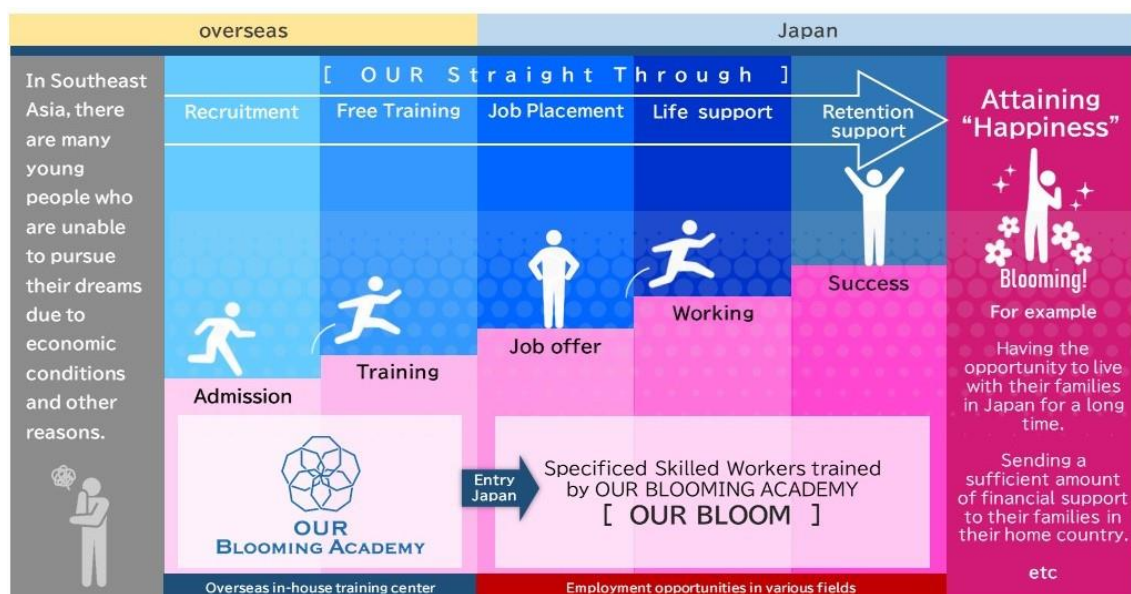 overseas
Japan
In Southeast
Asia, there
are many
young
people who
are unable
to pursue
their dreams
due to
economic
conditions
and other
reasons.
[ OUR Straight Through ]
Recruitment
Free Training
Job Placement
Life support
Retention
support
Admission
Training
Job offer
Working
Success
OUR
BLOOMING ACADEMY
Entry
Japan
Specificed Skilled Workers trained
by OUR BLOOMING ACADEMY
[ OUR BLOOM ]
Overseas in-house training center
Employment opportunities in various fields
Attaining
“Happiness”
Blooming!
For example
Having the
opportunity to live
with their families
in Japan for a long
time.
Sending a
sufficient amount
of financial support
to their families in
their home country.
etc